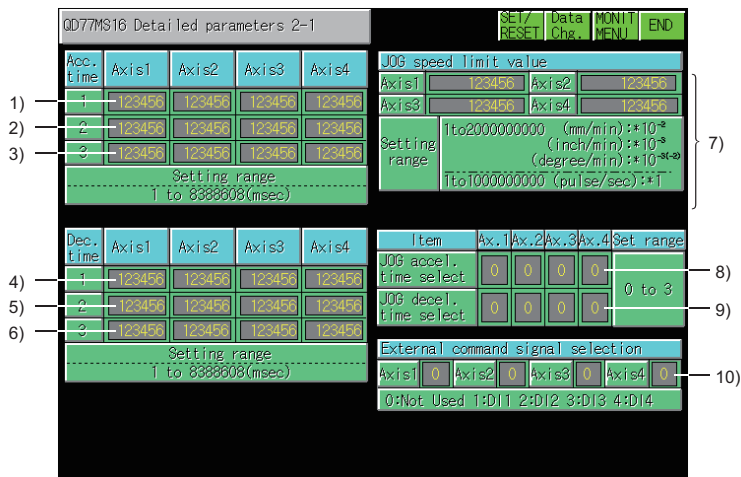 QD77MS16 Detailed parameters 2-1
SET/ RESET
Data Chg.
MONIT MENU
END
Acc. time Axis1 Axis2 Axis3 Axis4
1) 1 123456 123456 123456 123456
2) 2 123456 123456 123456 123456
3) 3 123456 123456 123456 123456
Setting range
1 to 8388608(msec)
JOG speed limit value
Axis1 123456 Axis2 123456
Axis3 123456 Axis4 123456
Setting range
1to2000000000 (mm/min):*10-2
(inch/min):*10-3
(degree/min):*10-3(-2)
1to1000000000 (pulse/sec):*1
7)
Dec. time Axis1 Axis2 Axis3 Axis4
4) 1 123456 123456 123456 123456
5) 2 123456 123456 123456 123456
6) 3 123456 123456 123456 123456
Setting range
1 to 8388608(msec)
Item Ax.1 Ax.2 Ax.3 Ax.4 Set range
JOG accel. time select 0 0 0 0 8)
0 to 3
JOG decel. time select 0 0 0 0 9)
External command signal selection
Axis1 0 Axis2 0 Axis3 0 Axis4 0 10)
0:Not Used 1:DI1 2:DI2 3:DI3 4:DI4